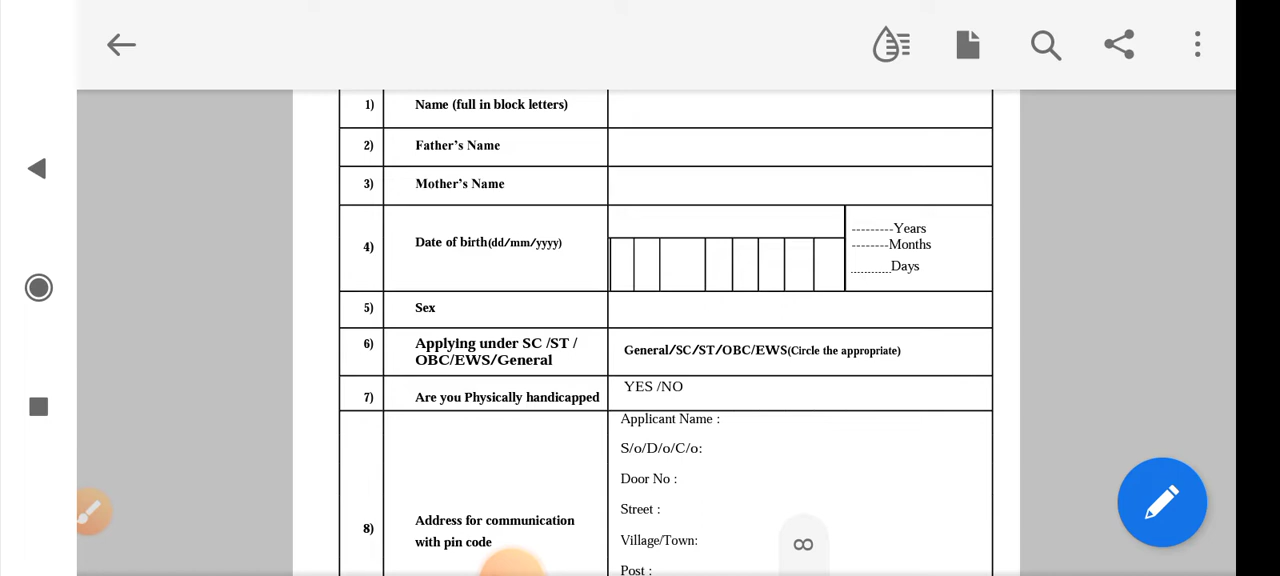 1) Name (full in block letters)
2) Father's Name
3) Mother's Name
4) Date of birth(dd/mm/yyyy)
---------Years
--------Months
...........Days
5) Sex
6) Applying under SC /ST /
OBC/EWS/General
General/SC/ST/OBC/EWS(Circle the appropriate)
7) Are you Physically handicapped
YES /NO
8) Address for communication
with pin code
Applicant Name :
S/o/D/o/C/o:
Door No :
Street :
Village/Town:
Post :
8